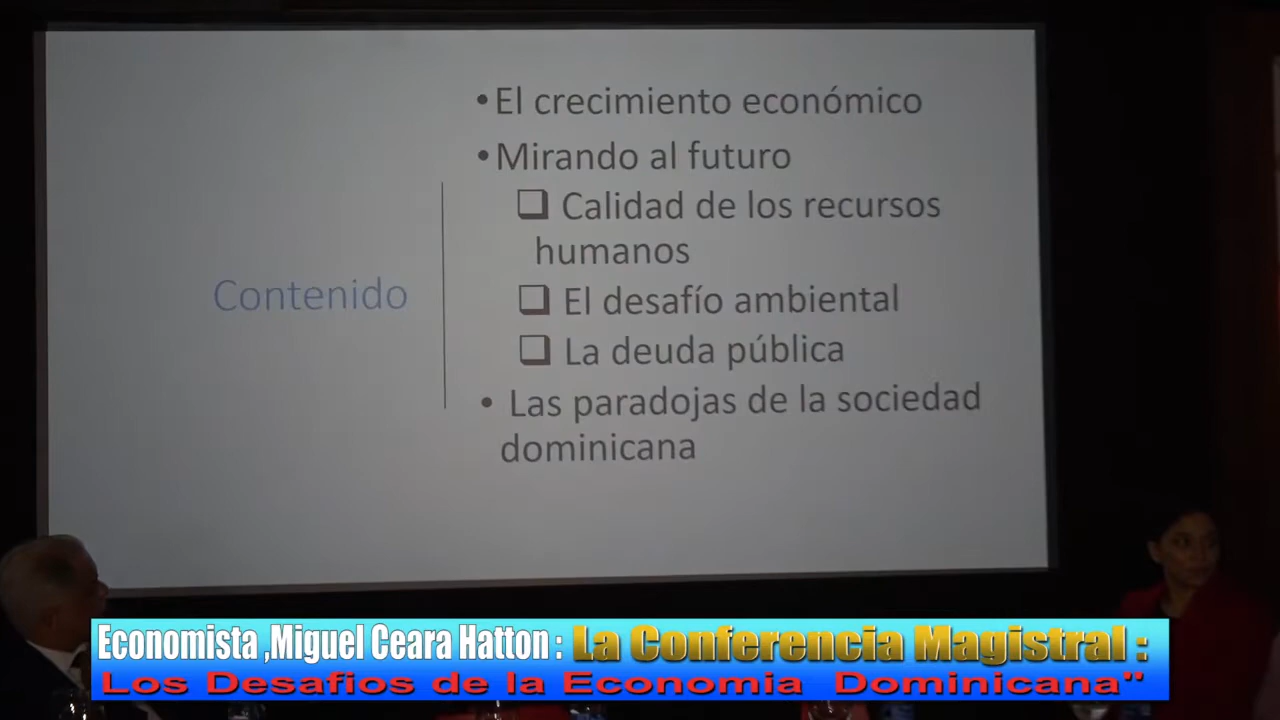 • El crecimiento económico
• Mirando al futuro
❑ Calidad de los recursos
humanos
Contenido
❑ El desafío ambiental
❑ La deuda pública
• Las paradojas de la sociedad
dominicana
Economista ,Miguel Ceara Hatton : La Conferencia Magistral :
Los Desafios de la Economia Dominicana"